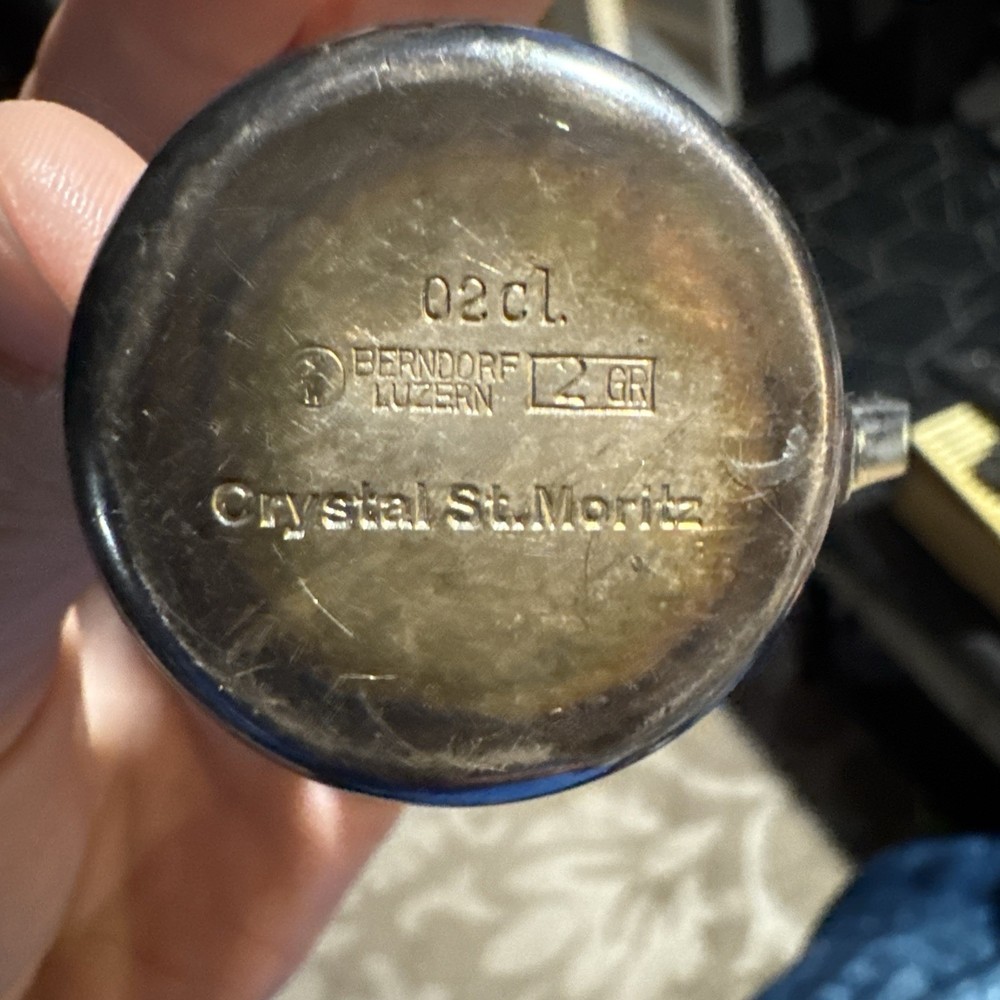 02cl.
BERNDORF
LUZERN
2 GR
Crystal St.Moritz